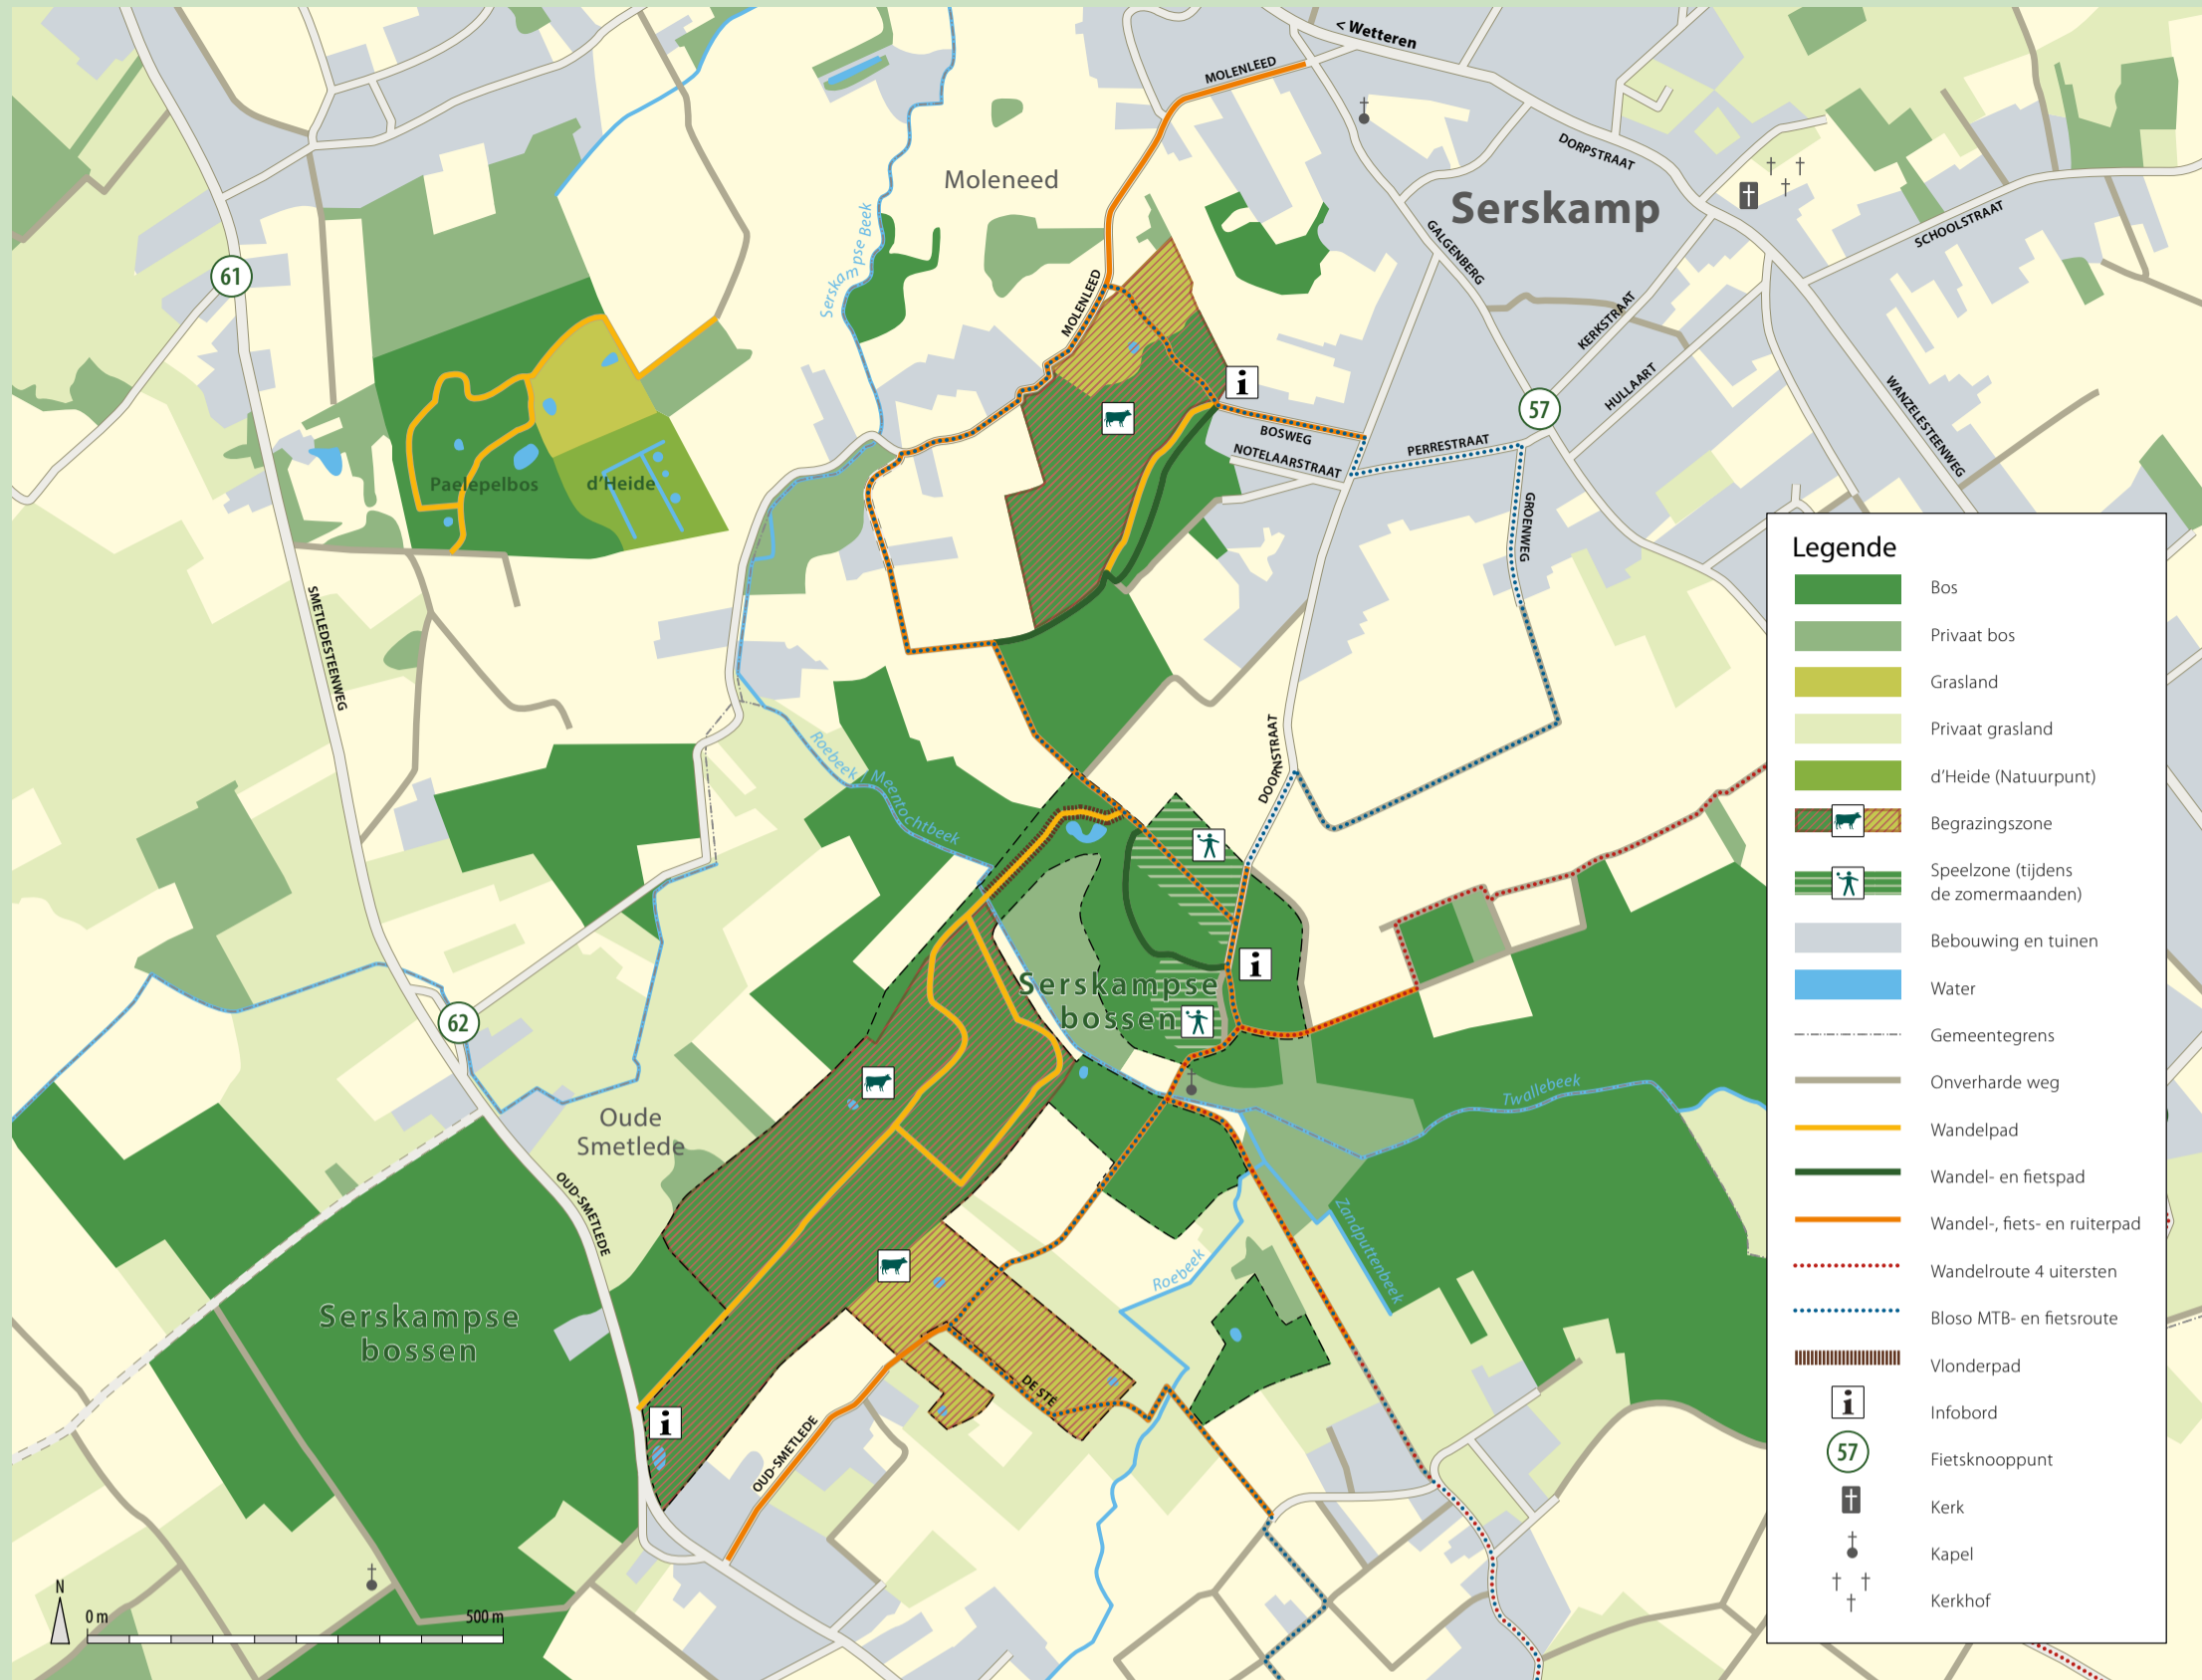 < Wetteren
MOLENLEED
DORPSTRAAT
Moleneed
Serskamp
SCHOOLSTRAAT
GALGENBERG
Serskampse Beek
61
MOLENLEED
KERKSTRAAT
HULLAART
57
WANZELESTEENWEG
BOSWEG
PERRESTRAAT
NOTELAARSTRAAT
Paelepelbos
d'Heide
GROENWEG
SMETLEDESTEENWEG
DOORNSTRAAT
Roebeek / Meentochtbeek
Serskampse
bossen
62
Twallebeek
Oude
Smetlede
OUD-SMETLEDE
Zandputtenbeek
Roebeek
Serskampse
bossen
DE STÉ
OUD-SMETLEDE
N
0 m
500 m
Legende
Bos
Privaat bos
Grasland
Privaat grasland
d'Heide (Natuurpunt)
Begrazingszone
Speelzone (tijdens
de zomermaanden)
Bebouwing en tuinen
Water
Gemeentegrens
Onverharde weg
Wandelpad
Wandel- en fietspad
Wandel-, fiets- en ruiterpad
Wandelroute 4 uitersten
Bloso MTB- en fietsroute
Vlonderpad
i
Infobord
57
Fietsknooppunt
Kerk
Kapel
Kerkhof